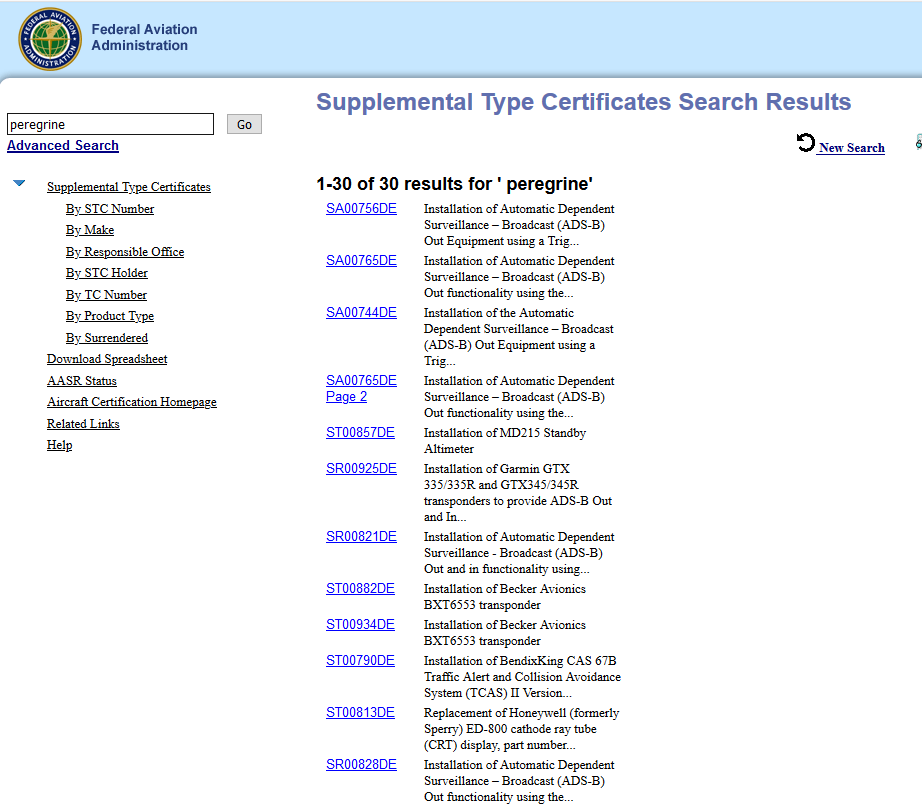 FEDERAL AVIATION ADMINISTRATION
Federal Aviation
Administration
Supplemental Type Certificates Search Results
peregrine
Go
Advanced Search
New Search
Supplemental Type Certificates
By STC Number
By Make
By Responsible Office
By STC Holder
By TC Number
By Product Type
By Surrendered
Download Spreadsheet
AASR Status
Aircraft Certification Homepage
Related Links
Help
1-30 of 30 results for ' peregrine'
SA00756DE Installation of Automatic Dependent
Surveillance – Broadcast (ADS-B)
Out Equipment using a Trig...
SA00765DE Installation of Automatic Dependent
Surveillance – Broadcast (ADS-B)
Out functionality using the...
SA00744DE Installation of the Automatic
Dependent Surveillance – Broadcast
(ADS-B) Out Equipment using a
Trig...
SA00765DE Installation of Automatic Dependent
Page 2 Surveillance – Broadcast (ADS-B)
Out functionality using the...
ST00857DE Installation of MD215 Standby
Altimeter
SR00925DE Installation of Garmin GTX
335/335R and GTX345/345R
transponders to provide ADS-B Out
and In...
SR00821DE Installation of Automatic Dependent
Surveillance - Broadcast (ADS-B)
Out and in functionality using...
ST00882DE Installation of Becker Avionics
BXT6553 transponder
ST00934DE Installation of Becker Avionics
BXT6553 transponder
ST00790DE Installation of BendixKing CAS 67B
Traffic Alert and Collision Avoidance
System (TCAS) II Version...
ST00813DE Replacement of Honeywell (formerly
Sperry) ED-800 cathode ray tube
(CRT) display, part number...
SR00828DE Installation of Automatic Dependent
Surveillance – Broadcast (ADS-B)
Out functionality using the...